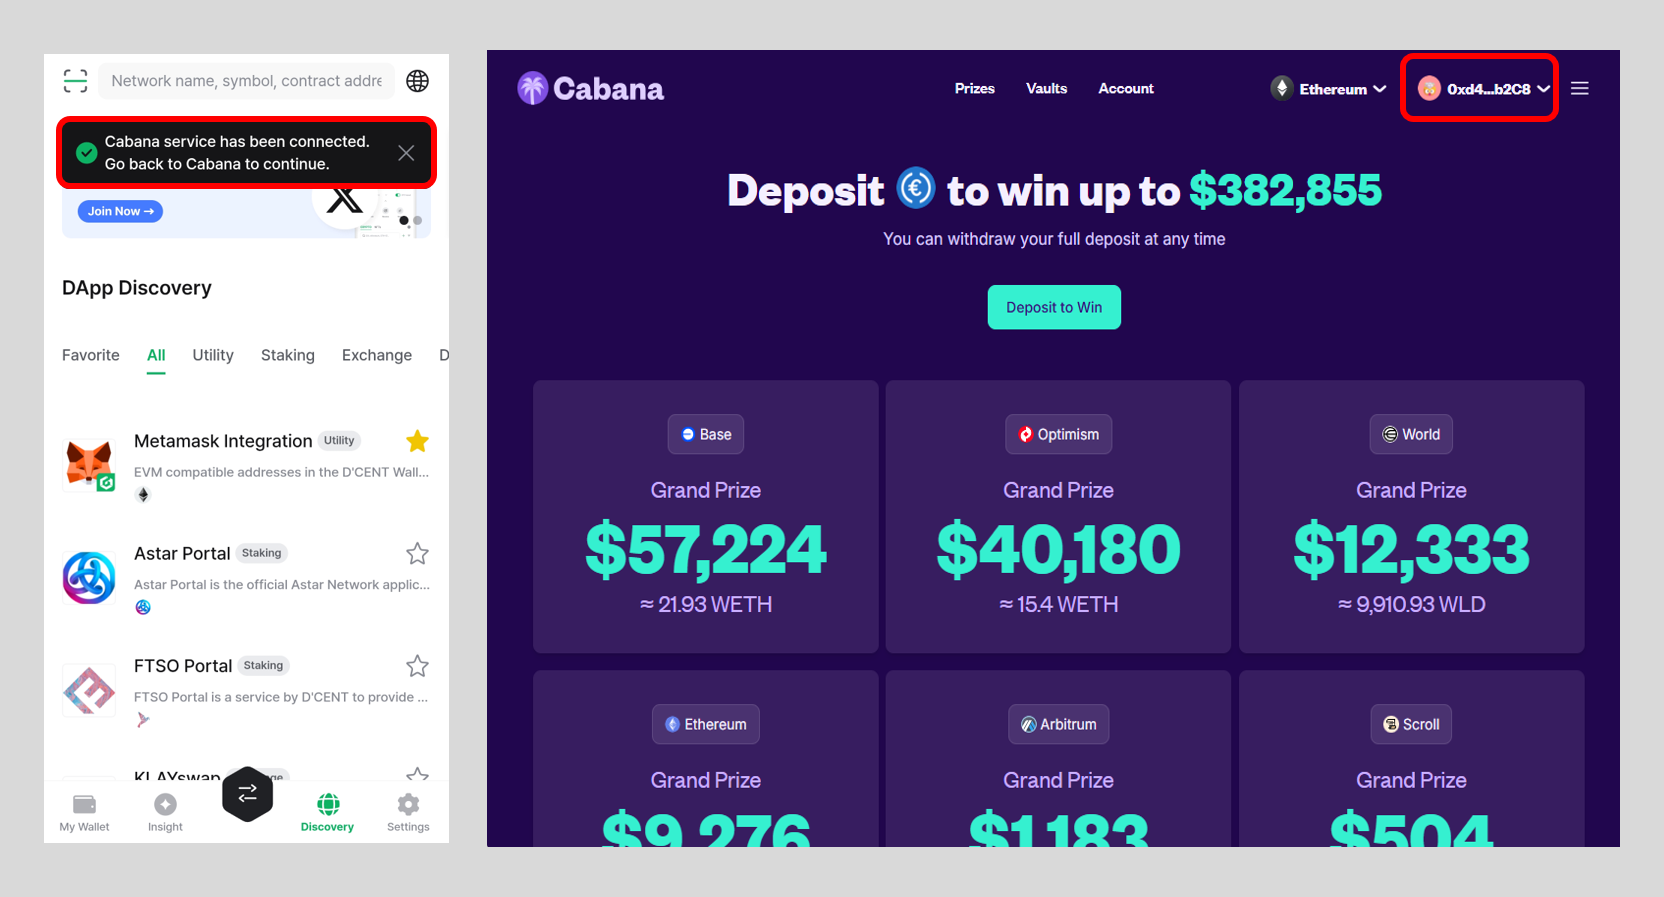 Network name, symbol, contract addre
Cabana service has been connected.
Go back to Cabana to continue.
Join Now →
DApp Discovery
Favorite All Utility Staking Exchange D
Metamask Integration Utility
EVM compatible addresses in the D'CENT Wall...
Astar Portal Staking
Astar Portal is the official Astar Network applic...
FTSO Portal Staking
FTSO Portal is a service by D'CENT to provide ...
KLAYswap
My Wallet Insight Discovery Settings
Cabana
Prizes Vaults Account
Ethereum
0xd4...b2C8
Deposit to win up to $382,855
You can withdraw your full deposit at any time
Deposit to Win
Base
Grand Prize
$57,224
≈ 21.93 WETH
Optimism
Grand Prize
$40,180
≈ 15.4 WETH
World
Grand Prize
$12,333
≈ 9,910.93 WLD
Ethereum
Grand Prize
$9,276
Arbitrum
Grand Prize
$1,183
Scroll
Grand Prize
$504